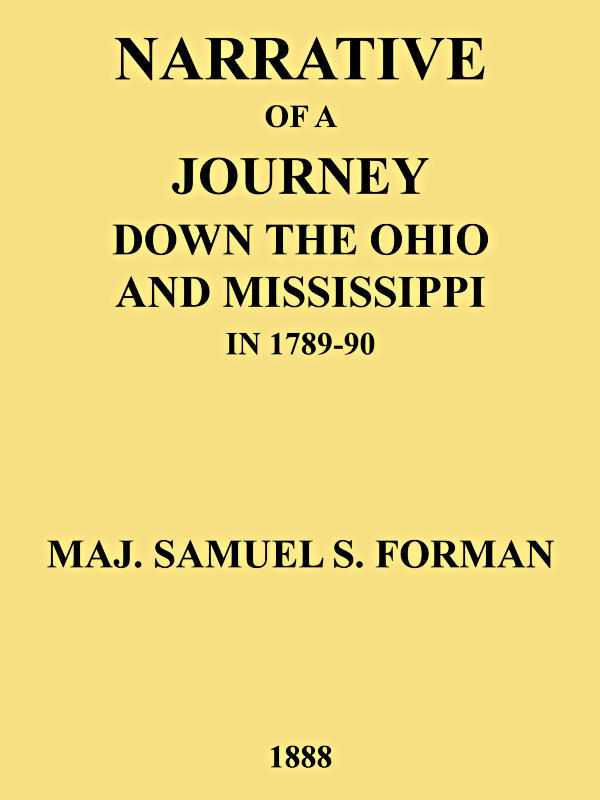 NARRATIVE
OF A
JOURNEY
DOWN THE OHIO
AND MISSISSIPPI
IN 1789-90
MAJ. SAMUEL S. FORMAN
1888